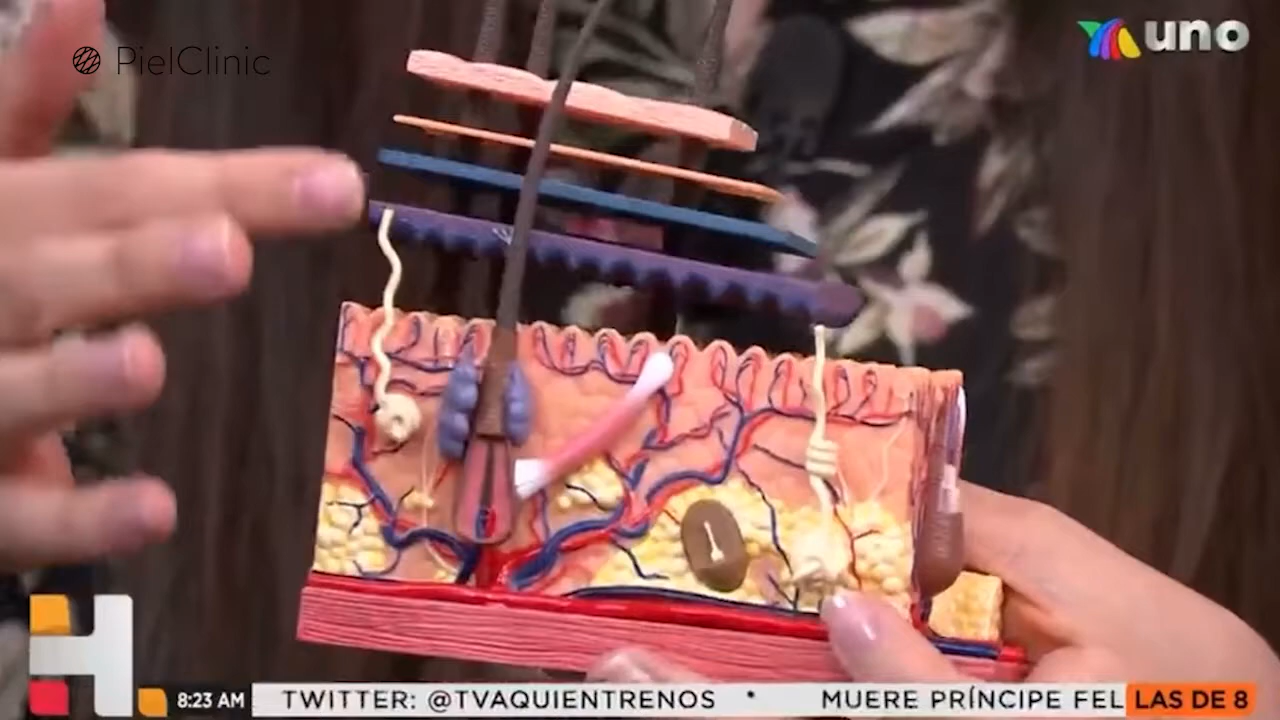 PielClinic
uno
8:23 AM TWITTER: @TVAQUIENTRENOS * MUERE PRÍNCIPE FEL LAS DE 8
H